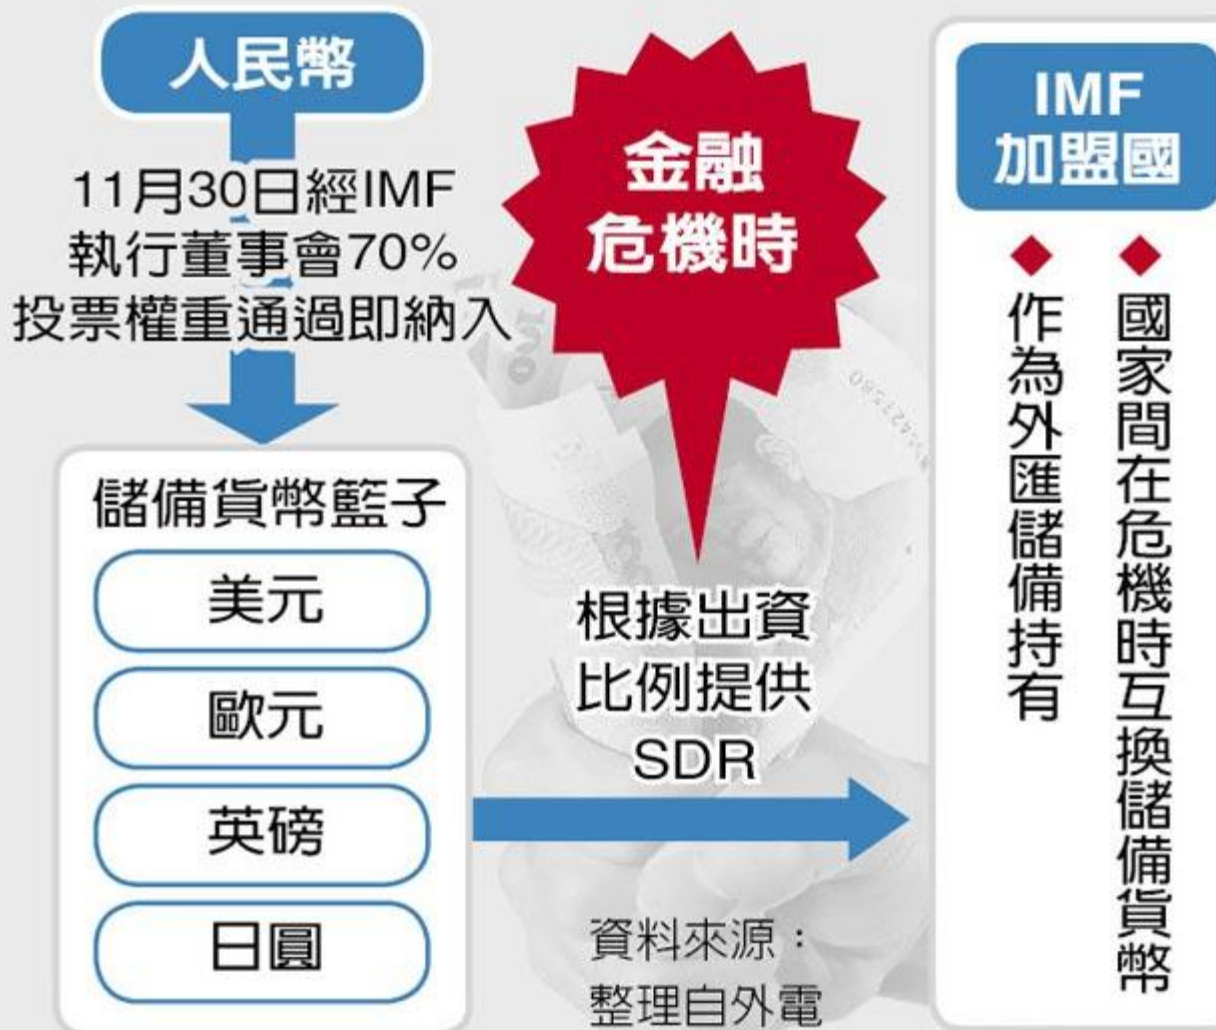 人民幣
11月30日經IMF
執行董事會70%
投票權重通過即納入
儲備貨幣籃子
美元
歐元
英磅
日圓
金融
危機時
根據出資
比例提供
SDR
資料來源：
整理自外電
IMF
加盟國
◆國家間在危機時互換儲備貨幣
◆作為外匯儲備持有